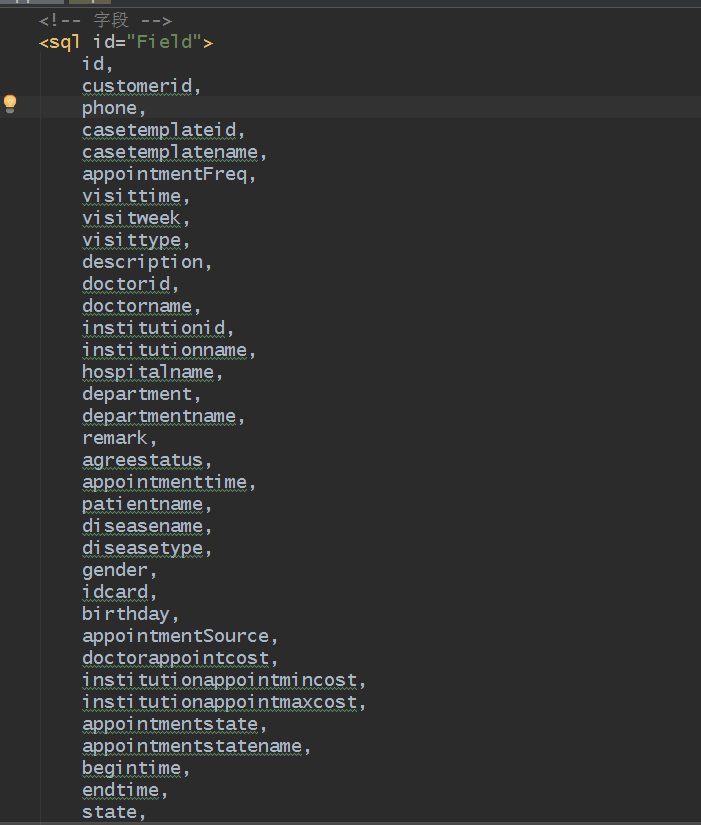 <!-- 字段 -->
<sql id="Field">
id,
customerid,
phone,
casetemplateid,
casetemplatename,
appointmentFreq,
visittime,
visitweek,
visittype,
description,
doctorid,
doctorname,
institutionid,
institutionname,
hospitalname,
department,
departmentname,
remark,
agreestatus,
appointmenttime,
patientname,
diseasename,
diseasetype,
gender,
idcard,
birthday,
appointmentSource,
doctorappointcost,
institutionappointmincost,
institutionappointmaxcost,
appointmentstate,
appointmentstatename,
begintime,
endtime,
state,